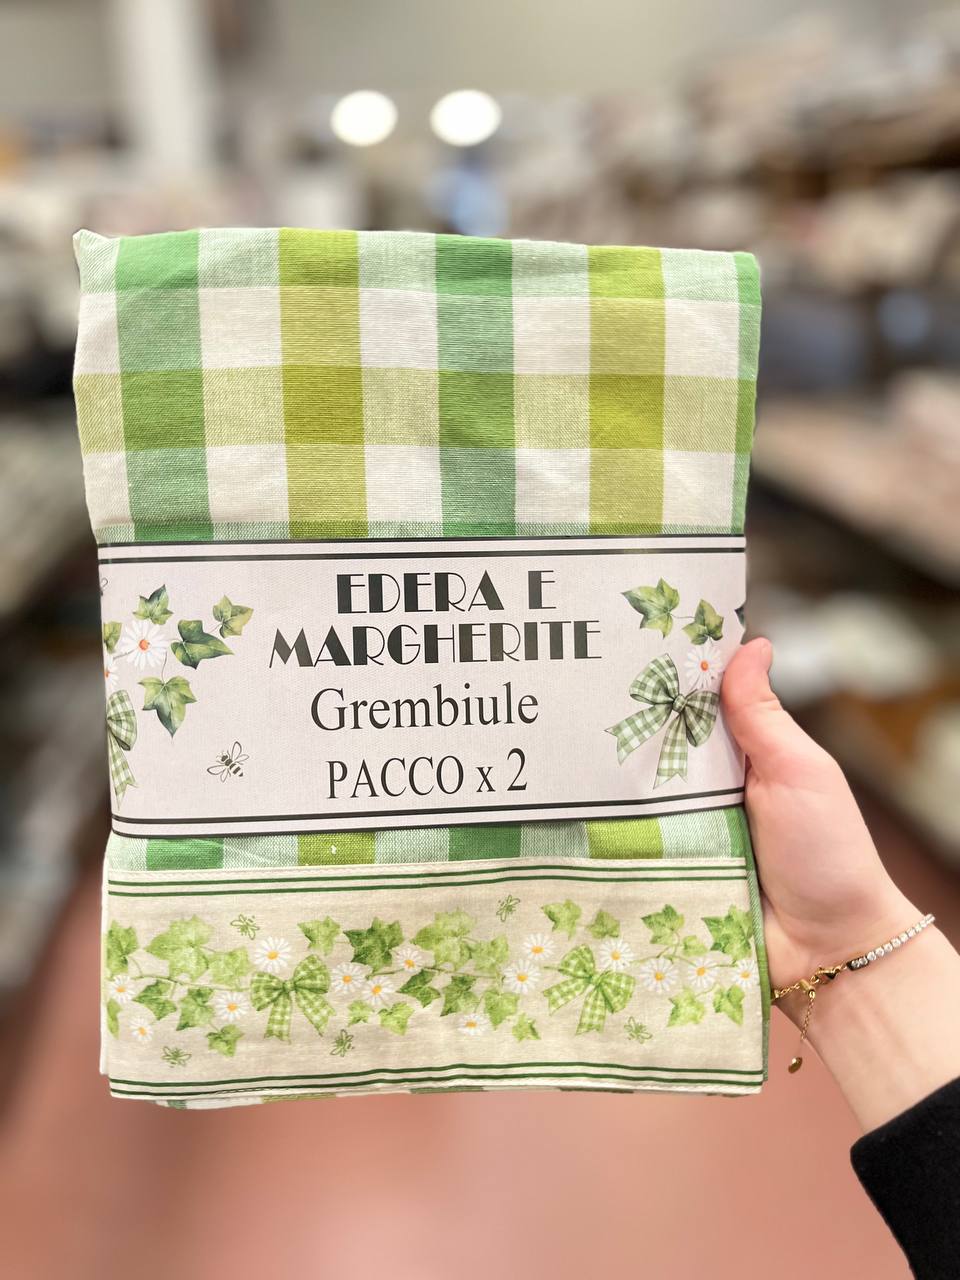 EDERA E
MARGHERITE
Grembiule
PACCO x 2